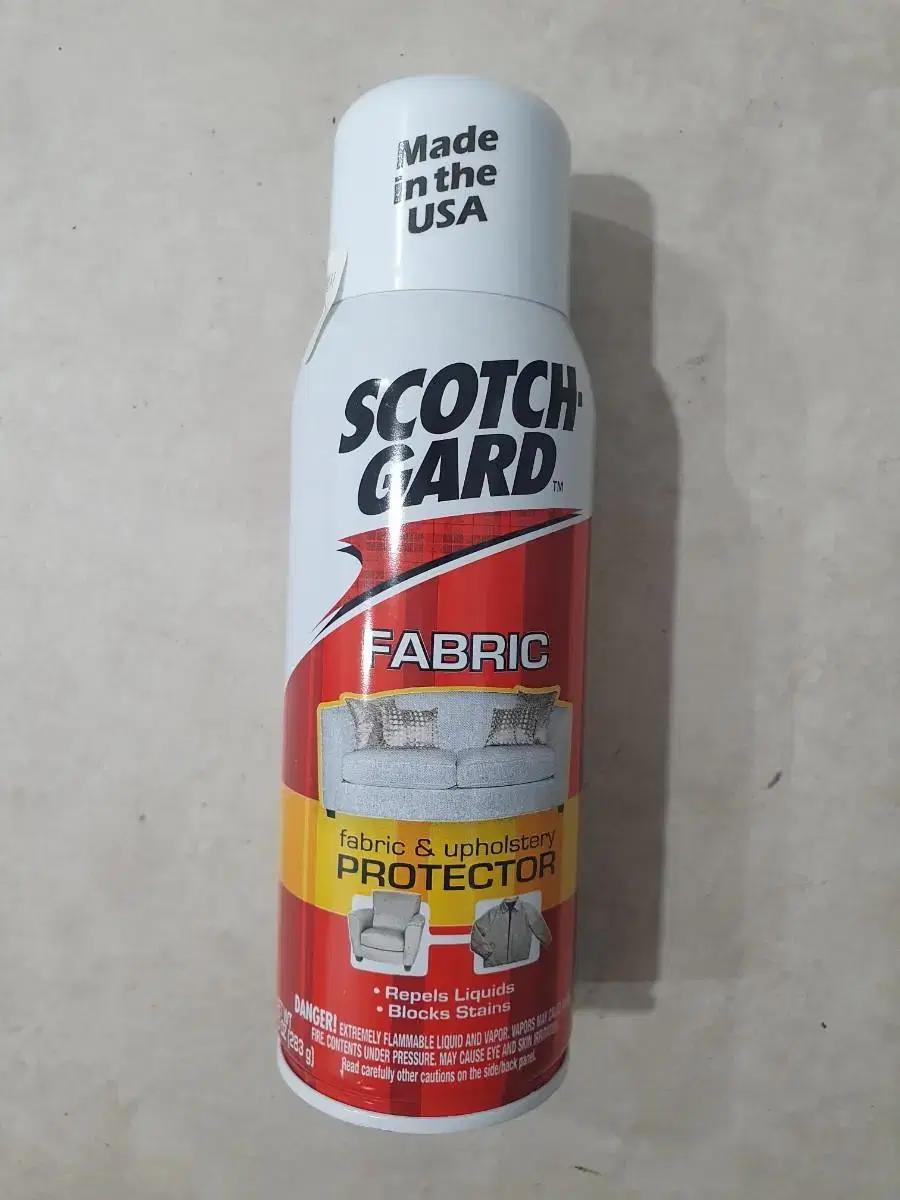 Made
in the
USA
SCOTCH
GARD™
FABRIC
fabric & upholstery
PROTECTOR
• Repels Liquids
• Blocks Stains
DANGER! EXTREMELY FLAMMABLE LIQUID AND VAPOR. VAPORS MAY
FIRE. CONTENTS UNDER PRESSURE. MAY CAUSE EYE AND SKIN
Read carefully other cautions on the side/back panel.
(283 g)